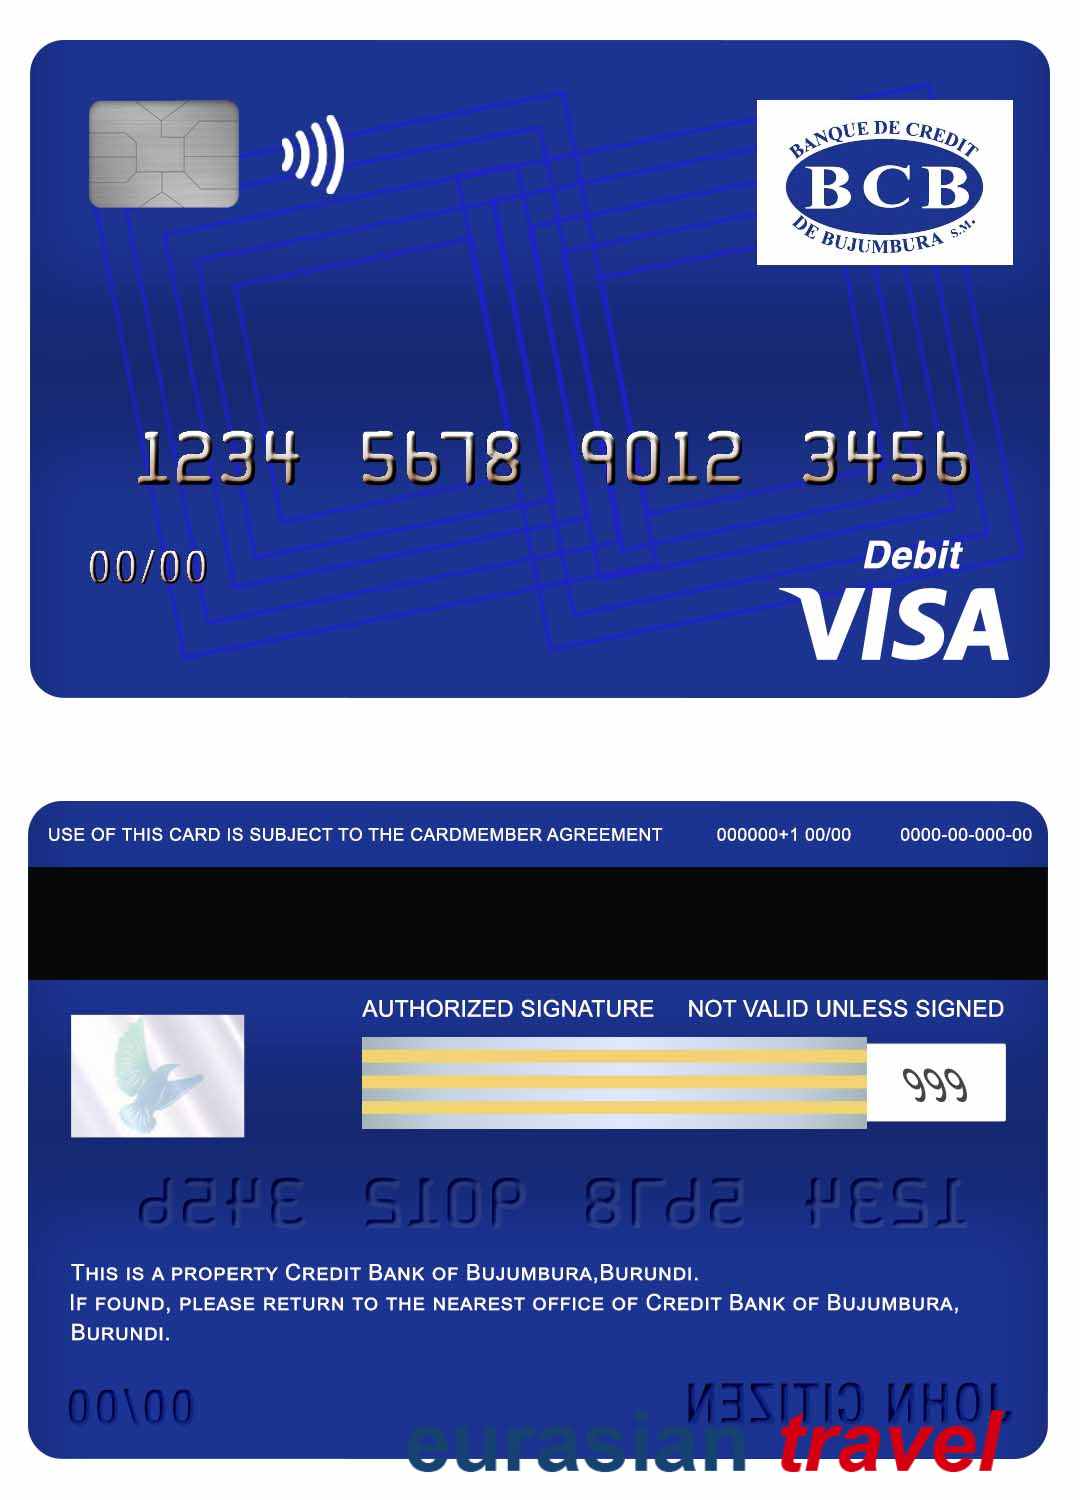 BANQUE DE CREDIT
BCB
DE BUJUMBURA S.M.
1234 5678 9012 3456
00/00
Debit
VISA
USE OF THIS CARD IS SUBJECT TO THE CARDMEMBER AGREEMENT 000000+1 00/00 0000-00-000-00
AUTHORIZED SIGNATURE NOT VALID UNLESS SIGNED
999
1234 5678 9012 3456
THIS IS A PROPERTY CREDIT BANK OF BUJUMBURA,BURUNDI.
IF FOUND, PLEASE RETURN TO THE NEAREST OFFICE OF CREDIT BANK OF BUJUMBURA,
BURUNDI.
00/00 JOHN CITIZEN
eurasian travel